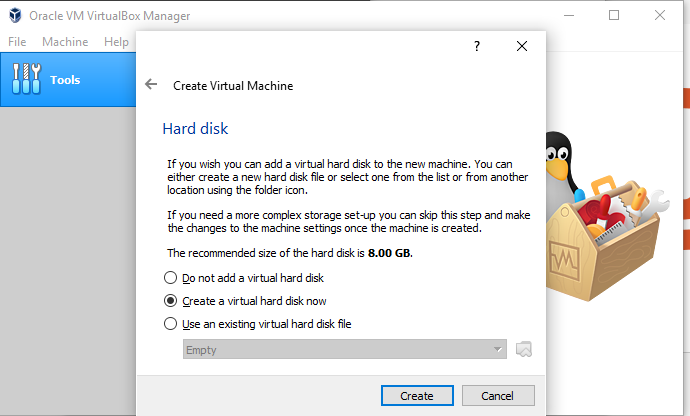 Oracle VM VirtualBox Manager
File Machine Help
Tools
?
Create Virtual Machine
Hard disk
If you wish you can add a virtual hard disk to the new machine. You can
either create a new hard disk file or select one from the list or from another
location using the folder icon.
If you need a more complex storage set-up you can skip this step and make
the changes to the machine settings once the machine is created.
The recommended size of the hard disk is 8.00 GB.
Do not add a virtual hard disk
Create a virtual hard disk now
Use an existing virtual hard disk file
Empty
Create Cancel